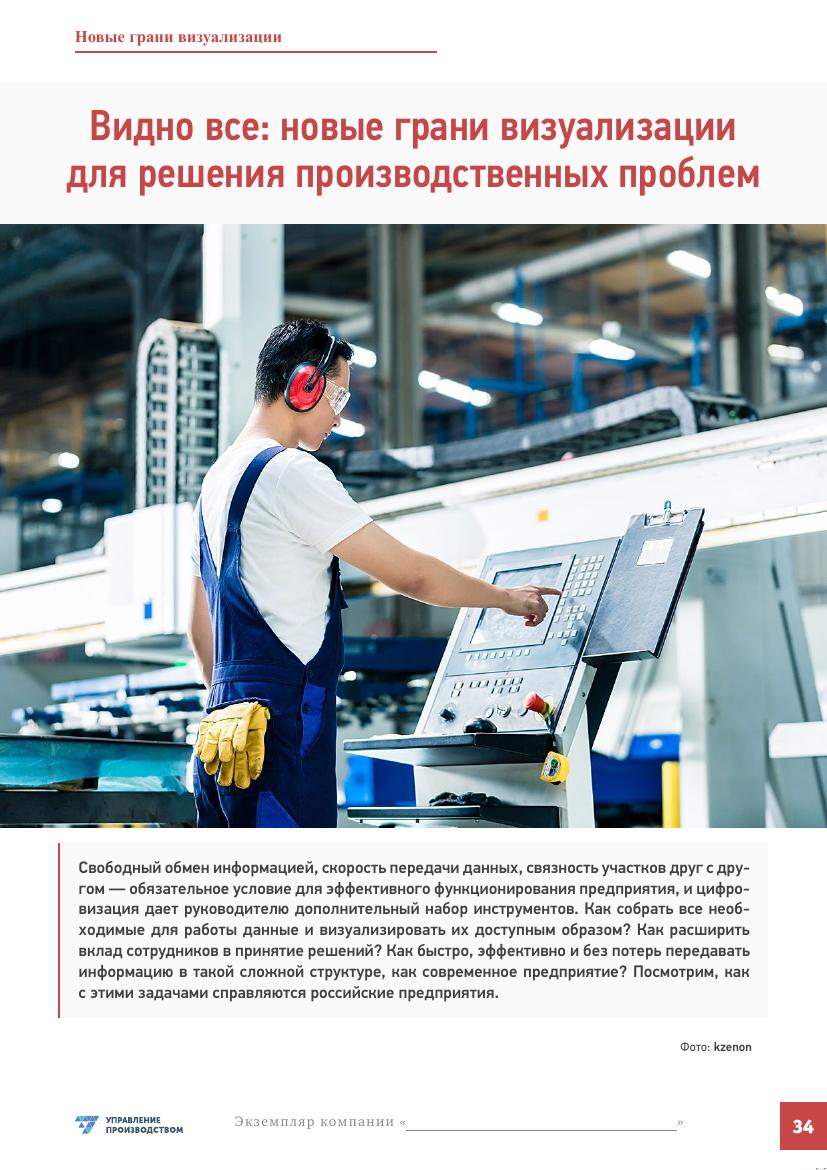 Новые грани визуализации
Видно все: новые грани визуализации
для решения производственных проблем
Свободный обмен информацией, скорость передачи данных, связность участков друг с дру-
гом — обязательное условие для эффективного функционирования предприятия, и цифро-
визация дает руководителю дополнительный набор инструментов. Как собрать все необ-
ходимые для работы данные и визуализировать их доступным образом? Как расширить
вклад сотрудников в принятие решений? Как быстро, эффективно и без потерь передавать
информацию в такой сложной структуре, как современное предприятие? Посмотрим, как
с этими задачами справляются российские предприятия.
Фото: kzenon
УПРАВЛЕНИЕ
ПРОИЗВОДСТВОМ
Экземпляр компании «______________________________»
34